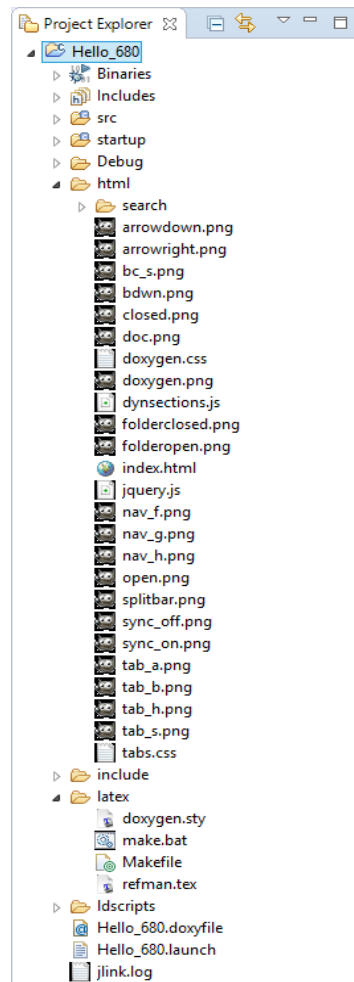 Project Explorer
Hello_680
Binaries
Includes
src
startup
Debug
html
search
arrowdown.png
arrowright.png
bc_s.png
bdwn.png
closed.png
doc.png
doxygen.css
doxygen.png
dynsections.js
folderclosed.png
folderopen.png
index.html
jquery.js
nav_f.png
nav_g.png
nav_h.png
open.png
splitbar.png
sync_off.png
sync_on.png
tab_a.png
tab_b.png
tab_h.png
tab_s.png
tabs.css
include
latex
doxygen.sty
make.bat
Makefile
refman.tex
ldscripts
Hello_680.doxyfile
Hello_680.launch
jlink.log